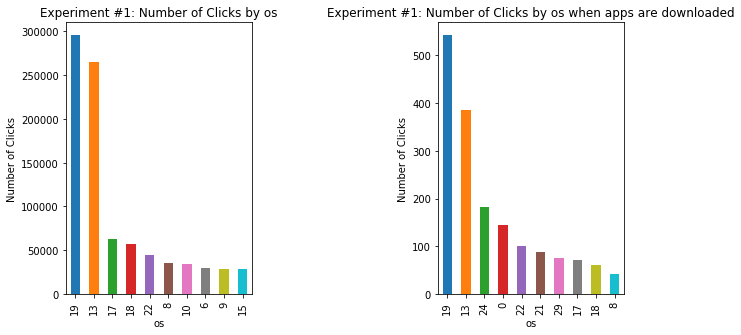 Experiment #1: Number of Clicks by os
300000
250000
200000
150000
100000
50000
0
Number of Clicks
19 13 17 18 22 8 10 6 9 15
os
Experiment #1: Number of Clicks by os when apps are downloaded
500
400
300
200
100
0
Number of Clicks
19 13 24 0 22 21 29 17 18 8
os